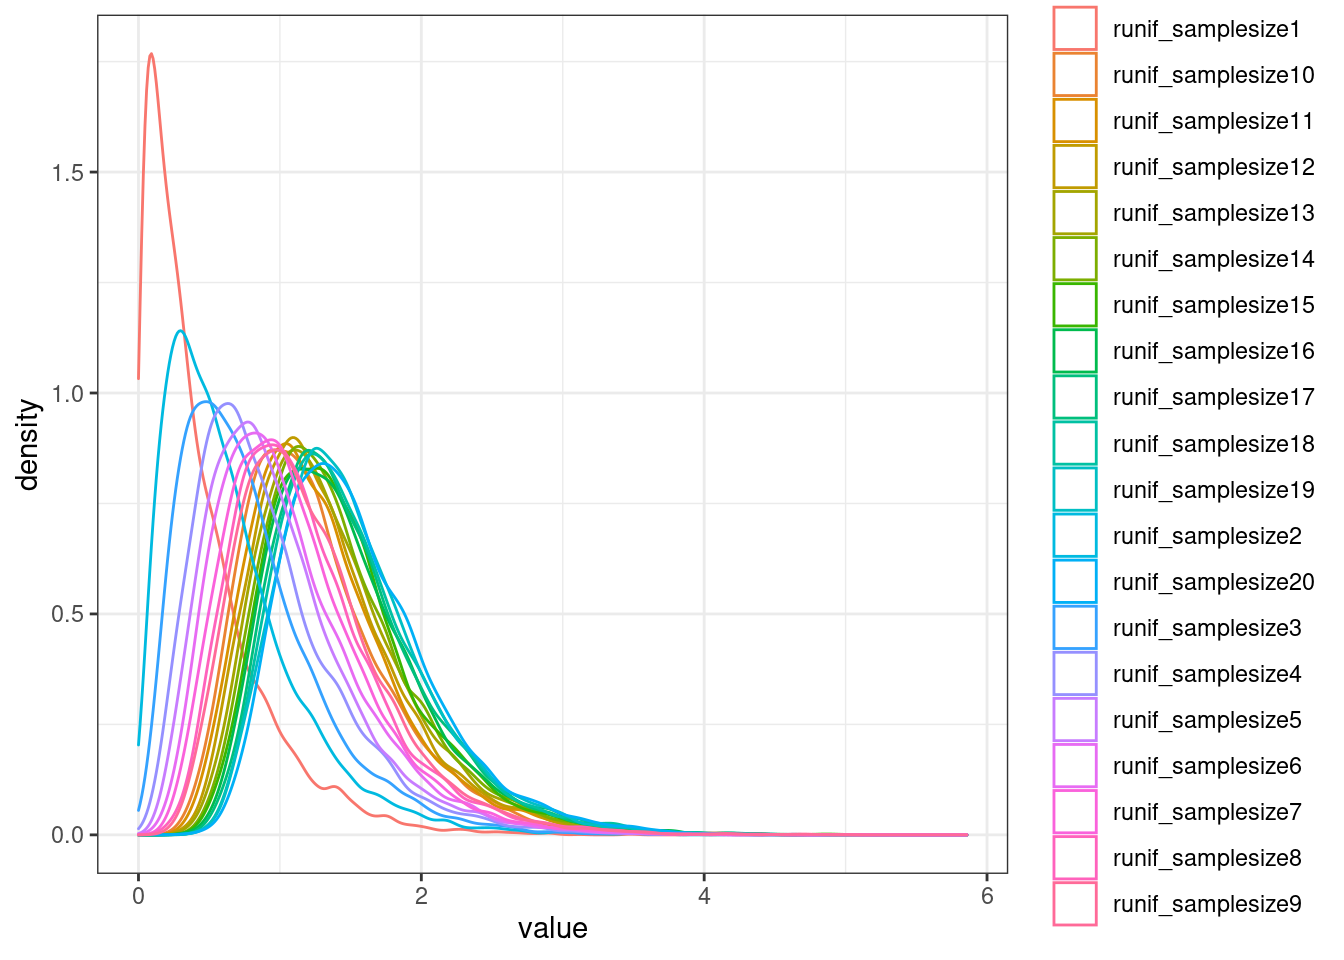 density
1.5
1.0
0.5
0.0
0
2
4
6
value
runif_samplesize1
runif_samplesize10
runif_samplesize11
runif_samplesize12
runif_samplesize13
runif_samplesize14
runif_samplesize15
runif_samplesize16
runif_samplesize17
runif_samplesize18
runif_samplesize19
runif_samplesize2
runif_samplesize20
runif_samplesize3
runif_samplesize4
runif_samplesize5
runif_samplesize6
runif_samplesize7
runif_samplesize8
runif_samplesize9